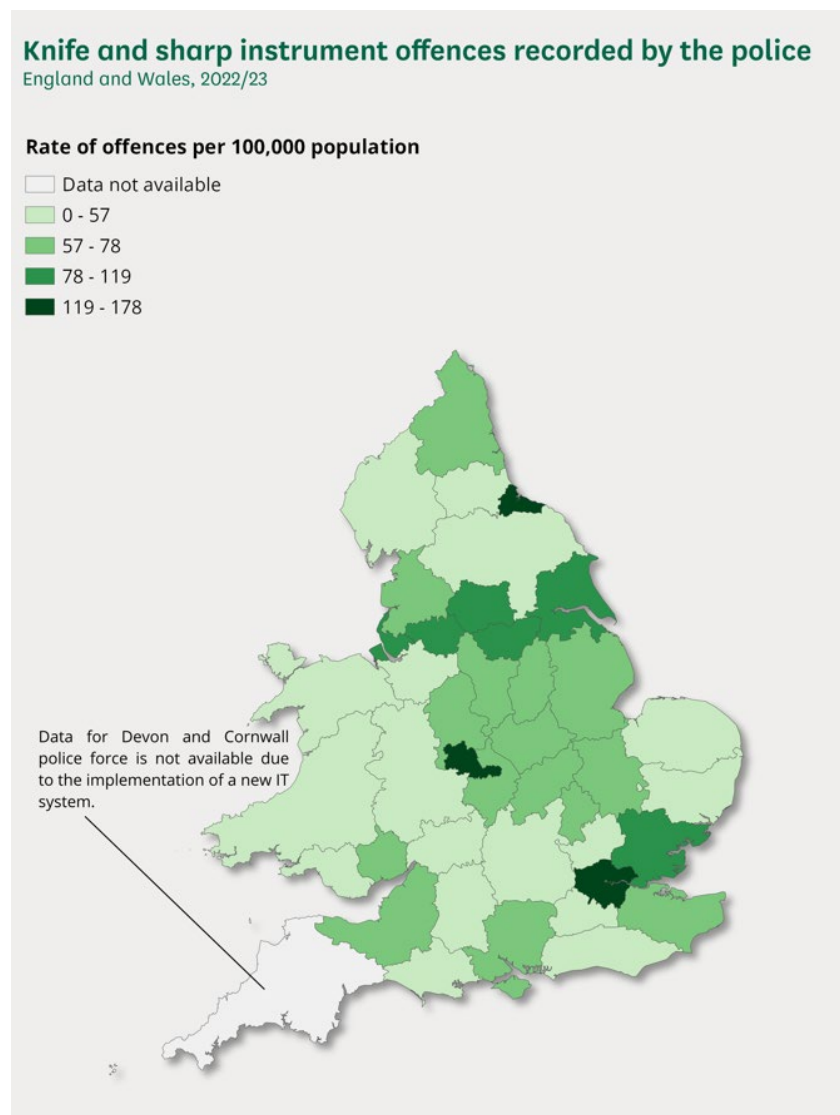 Knife and sharp instrument offences recorded by the police
England and Wales, 2022/23
Rate of offences per 100,000 population
Data not available
0 - 57
57 - 78
78 - 119
119 - 178
Data for Devon and Cornwall
police force is not available due
to the implementation of a new IT
system.